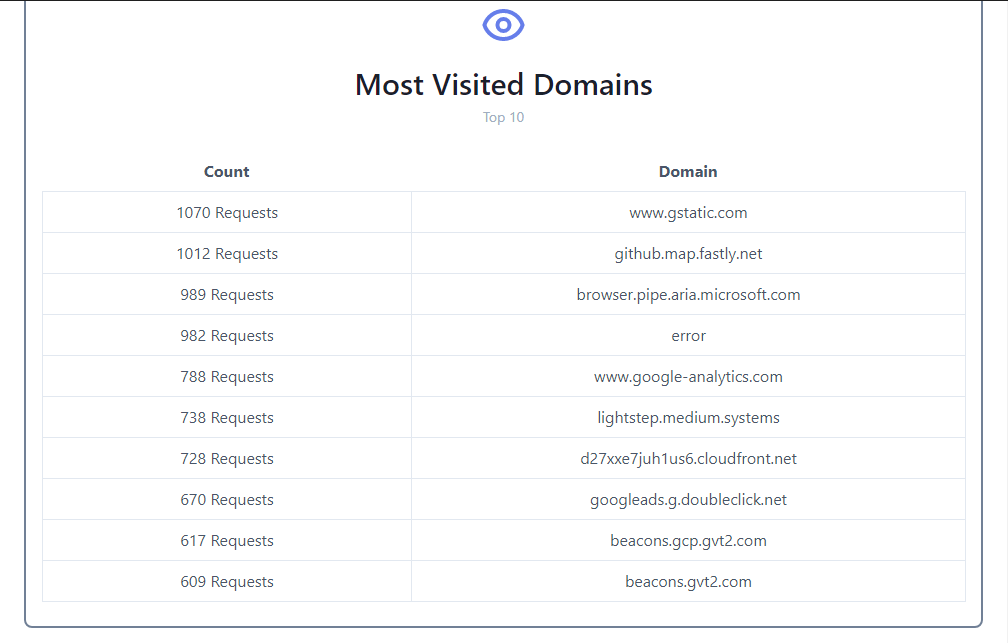 Most Visited Domains
Top 10
Count Domain
1070 Requests www.gstatic.com
1012 Requests github.map.fastly.net
989 Requests browser.pipe.aria.microsoft.com
982 Requests error
788 Requests www.google-analytics.com
738 Requests lightstep.medium.systems
728 Requests d27xxe7juh1us6.cloudfront.net
670 Requests googleads.g.doubleclick.net
617 Requests beacons.gcp.gvt2.com
609 Requests beacons.gvt2.com